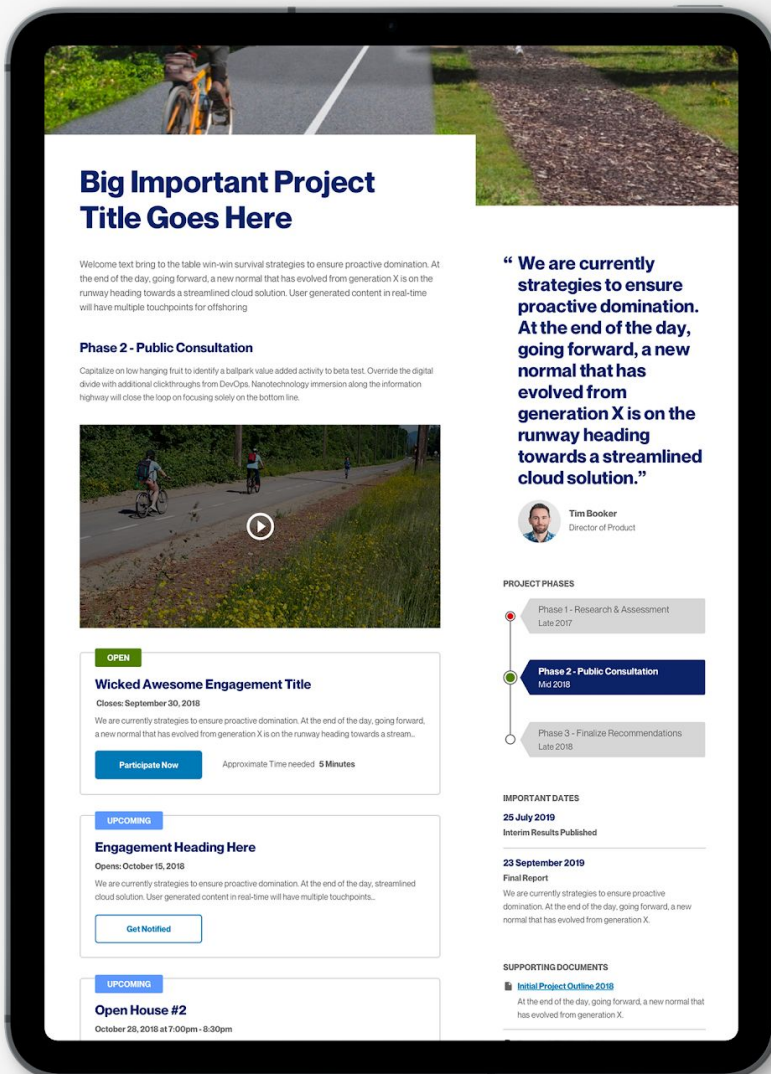 Big Important Project
Title Goes Here
Welcome text bring to the table win-win survival strategies to ensure proactive domination. At
the end of the day, going forward, a new normal that has evolved from generation X is on the
runway heading towards a streamlined cloud solution. User generated content in real-time
will have multiple touchpoints for offshoring
Phase 2 - Public Consultation
Capitalize on low hanging fruit to identify a ballpark value added activity to beta test. Override the digital
divide with additional clickthroughs from DevOps. Nanotechnology immersion along the information
highway will close the loop on focusing solely on the bottom line.
OPEN
Wicked Awesome Engagement Title
Closes: September 30, 2018
We are currently strategies to ensure proactive domination. At the end of the day, going forward,
a new normal that has evolved from generation X is on the runway heading towards a stream...
Participate Now
Approximate Time needed 5 Minutes
UPCOMING
Engagement Heading Here
Opens: October 15, 2018
We are currently strategies to ensure proactive domination. At the end of the day, streamlined
cloud solution. User generated content in real-time will have multiple touchpoints...
Get Notified
UPCOMING
Open House #2
October 28, 2018 at 7:00pm - 8:30pm
“ We are currently
strategies to ensure
proactive domination.
At the end of the day,
going forward, a new
normal that has
evolved from
generation X is on the
runway heading
towards a streamlined
cloud solution.”
Tim Booker
Director of Product
PROJECT PHASES
Phase 1 - Research & Assessment
Late 2017
Phase 2 - Public Consultation
Mid 2018
Phase 3 - Finalize Recommendations
Late 2018
IMPORTANT DATES
25 July 2019
Interim Results Published
23 September 2019
Final Report
We are currently strategies to ensure proactive
domination. At the end of the day, going forward, a new
normal that has evolved from generation X.
SUPPORTING DOCUMENTS
Initial Project Outline 2018
At the end of the day, going forward, a new normal that
has evolved from generation X.